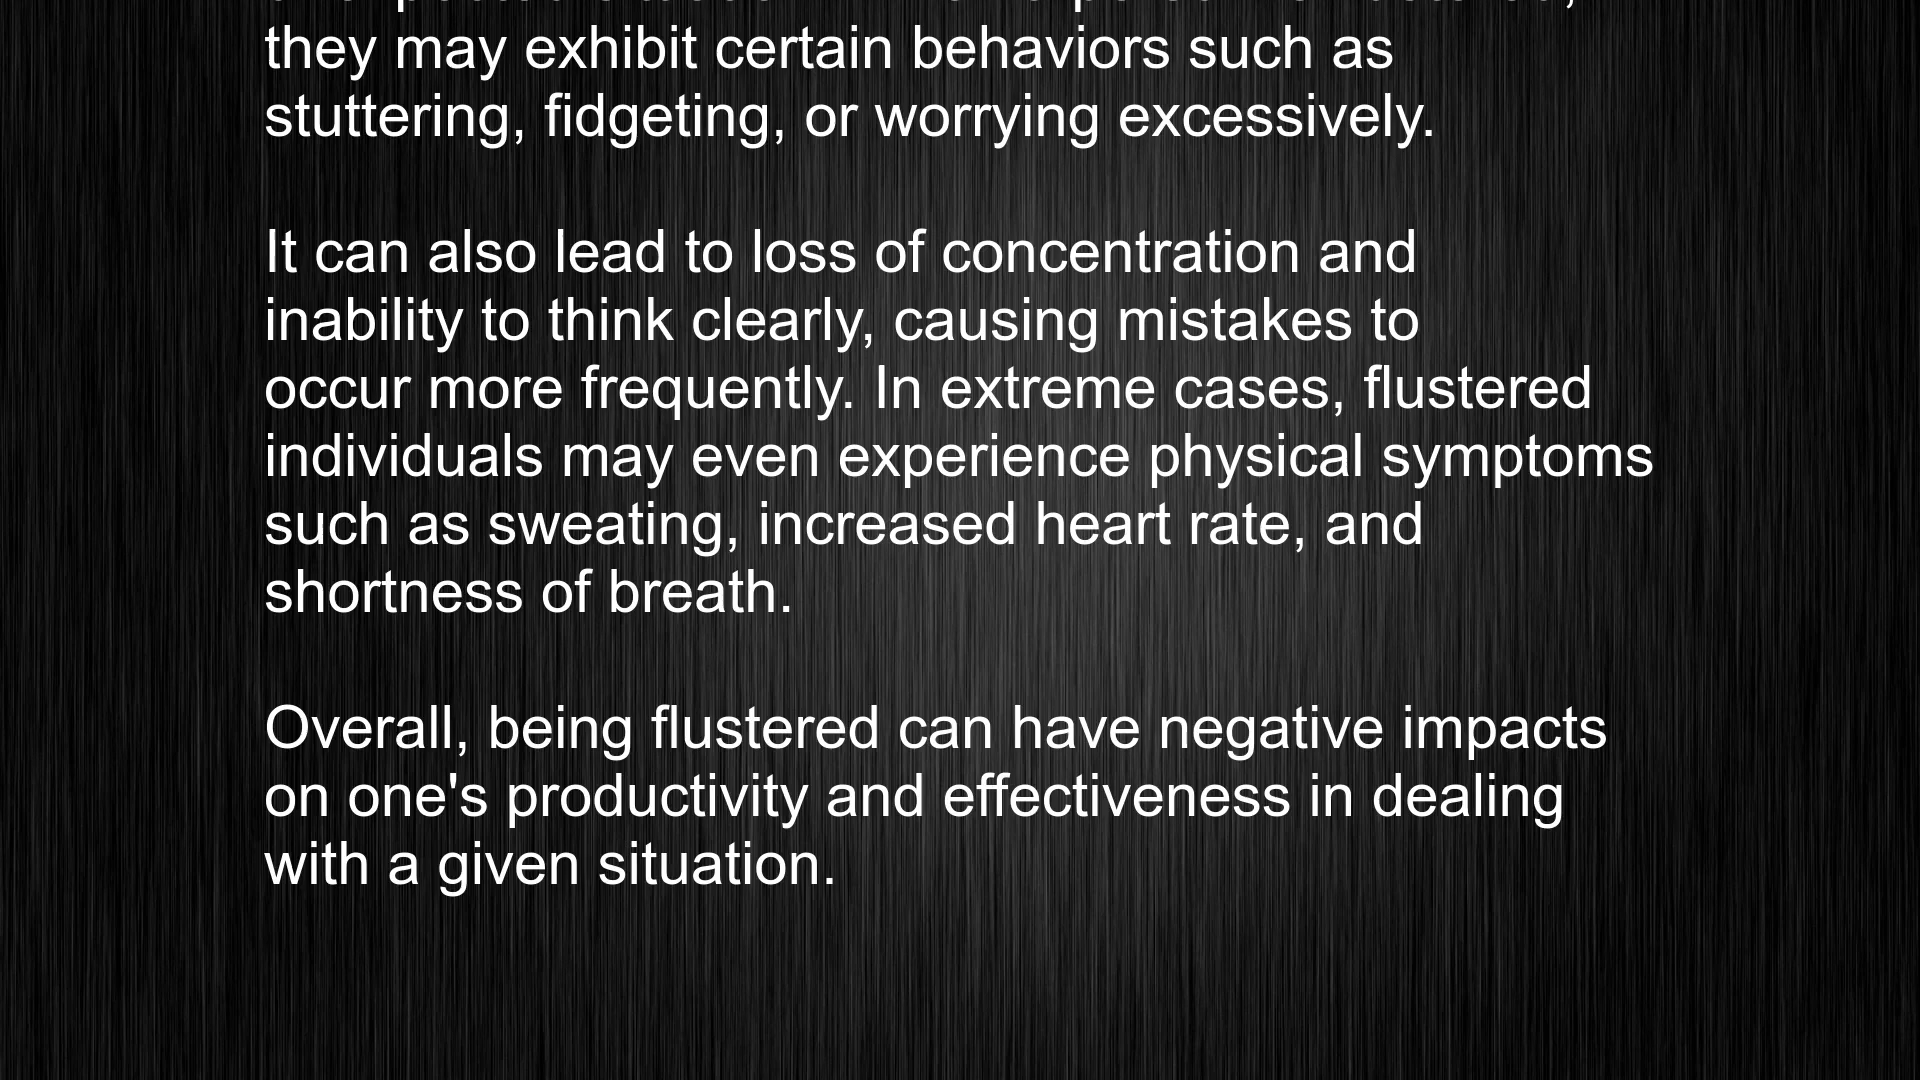 they may exhibit certain behaviors such as
stuttering, fidgeting, or worrying excessively.
It can also lead to loss of concentration and
inability to think clearly, causing mistakes to
occur more frequently. In extreme cases, flustered
individuals may even experience physical symptoms
such as sweating, increased heart rate, and
shortness of breath.
Overall, being flustered can have negative impacts
on one's productivity and effectiveness in dealing
with a given situation.